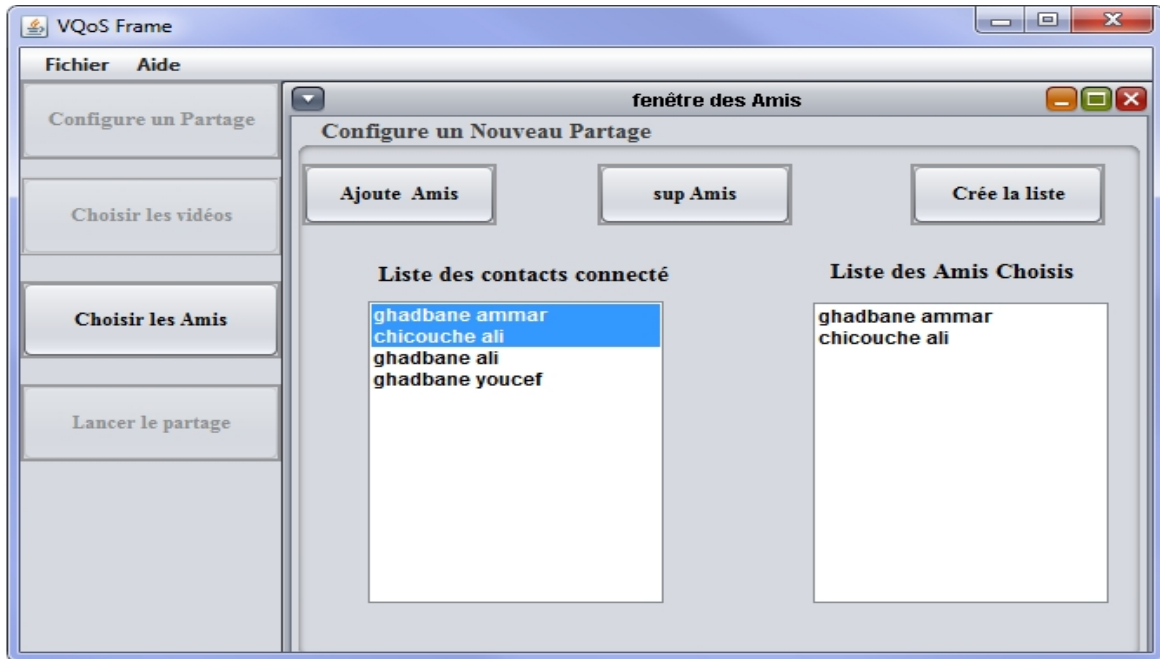 VQoS Frame
Fichier Aide
Configure un Partage
Choisir les vidéos
Choisir les Amis
Lancer le partage
fenêtre des Amis
Configure un Nouveau Partage
Ajoute Amis
sup Amis
Crée la liste
Liste des contacts connecté
ghadbane ammar
chicouche ali
ghadbane ali
ghadbane youcef
Liste des Amis Choisis
ghadbane ammar
chicouche ali